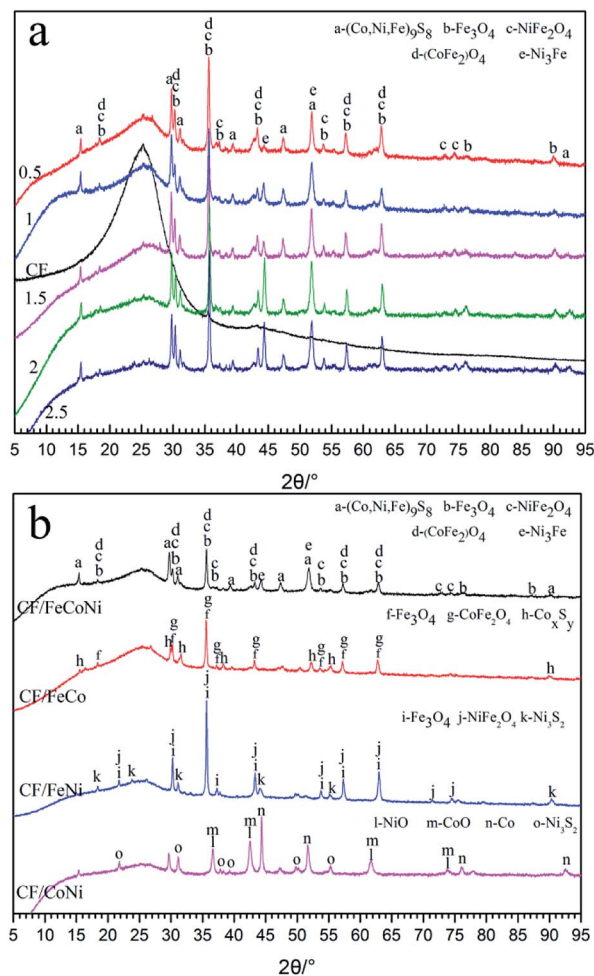 a
a-(Co,Ni,Fe)9S8 b-Fe3O4 c-NiFe2O4
d-(CoFe2)O4 e-Ni3Fe
d
c
b
a
d
c
b
a
d
c
b
a
c
b
a
d
c
b
e
a
e
a
c
b
d
c
b
d
c
b
c
c
b
b
a
0.5
1
CF
1.5
2
2.5
5 10 15 20 25 30 35 40 45 50 55 60 65 70 75 80 85 90 95
2θ/°
b
a-(Co,Ni,Fe)9S8 b-Fe3O4 c-NiFe2O4
d-(CoFe2)O4 e-Ni3Fe
a
d
c
b
a
d
c
b
a
d
c
b
c
b
a
d
c
b
e
a
e
a
c
b
d
c
b
d
c
b
c c b b a
CF/FeCoNi
f-Fe3O4 g-CoFe2O4 h-CoxSy
h f h g f h g f g f h g f h g f h g f g f h
CF/FeCo
i-Fe3O4 j-NiFe2O4 k-Ni3S2
k j i k j i k j i i j i k j i k j i j i j j k
CF/FeNi
l-NiO m-CoO n-Co o-Ni3S2
o o m l o o m l n o n o m l m n n
CF/CoNi
5 10 15 20 25 30 35 40 45 50 55 60 65 70 75 80 85 90 95
2θ/°